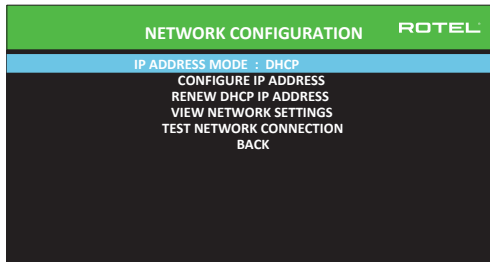 NETWORK CONFIGURATION ROTEL
IP ADDRESS MODE : DHCP
CONFIGURE IP ADDRESS
RENEW DHCP IP ADDRESS
VIEW NETWORK SETTINGS
TEST NETWORK CONNECTION
BACK